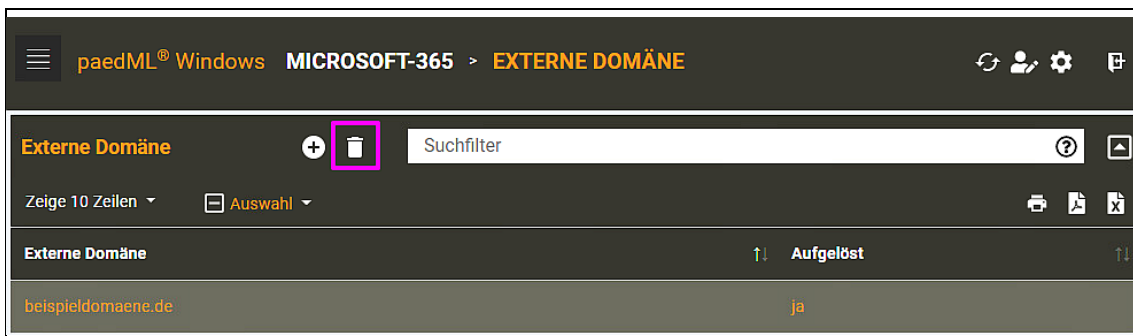 paedML® Windows MICROSOFT-365 > EXTERNE DOMÄNE
Externe Domäne Suchfilter
Zeige 10 Zeilen Auswahl
Externe Domäne Aufgelöst
beispieldomaene.de ja